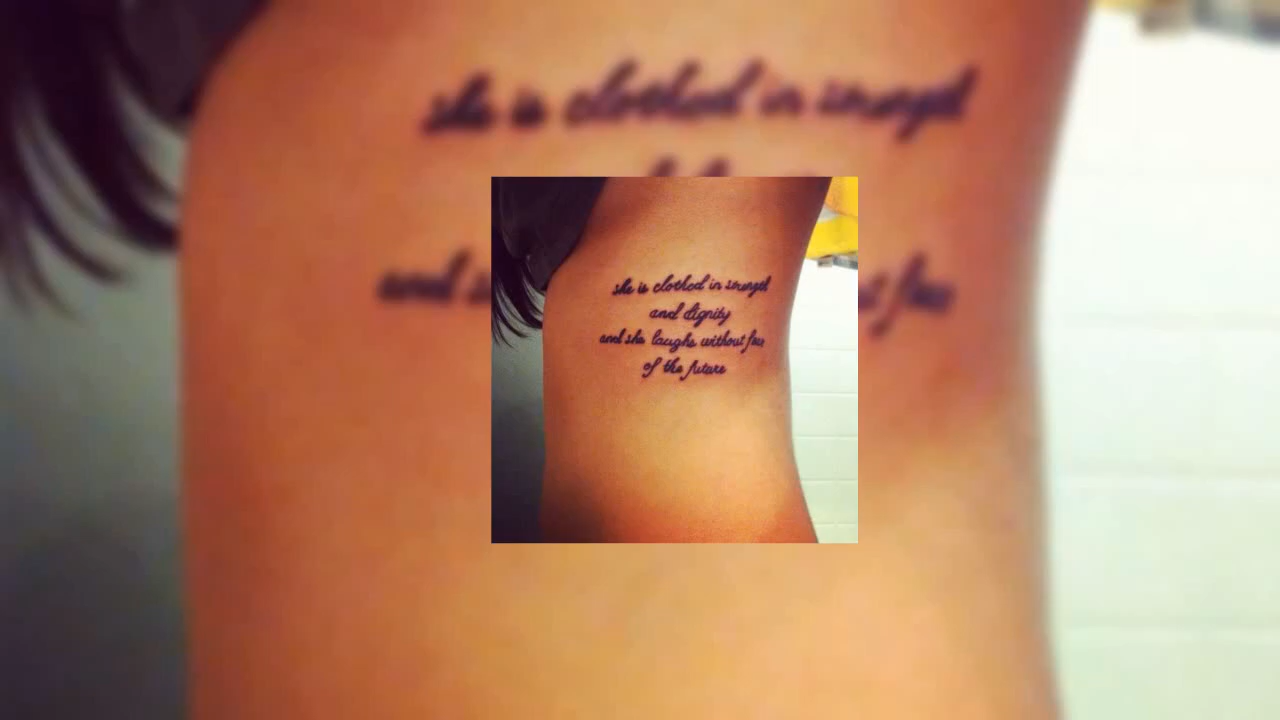 she is clothed in strength
and dignity
and she laughs without fear
of the future